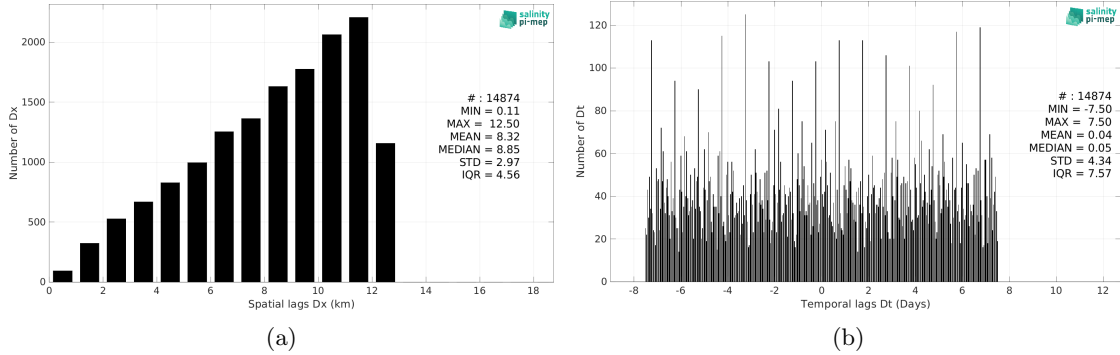 salinity
pi-mep
2000
1500
1000
500
0
Number of Dx
# : 14874
MIN = 0.11
MAX = 12.50
MEAN = 8.32
MEDIAN = 8.85
STD = 2.97
IQR = 4.56
0 2 4 6 8 10 12 14 16 18
Spatial lags Dx (km)
(a)
salinity
pi-mep
120
100
80
60
40
20
0
Number of Dt
# : 14874
MIN = -7.50
MAX = 7.50
MEAN = 0.04
MEDIAN = 0.05
STD = 4.34
IQR = 7.57
-8 -6 -4 -2 0 2 4 6 8 10 12
Temporal lags Dt (Days)
(b)